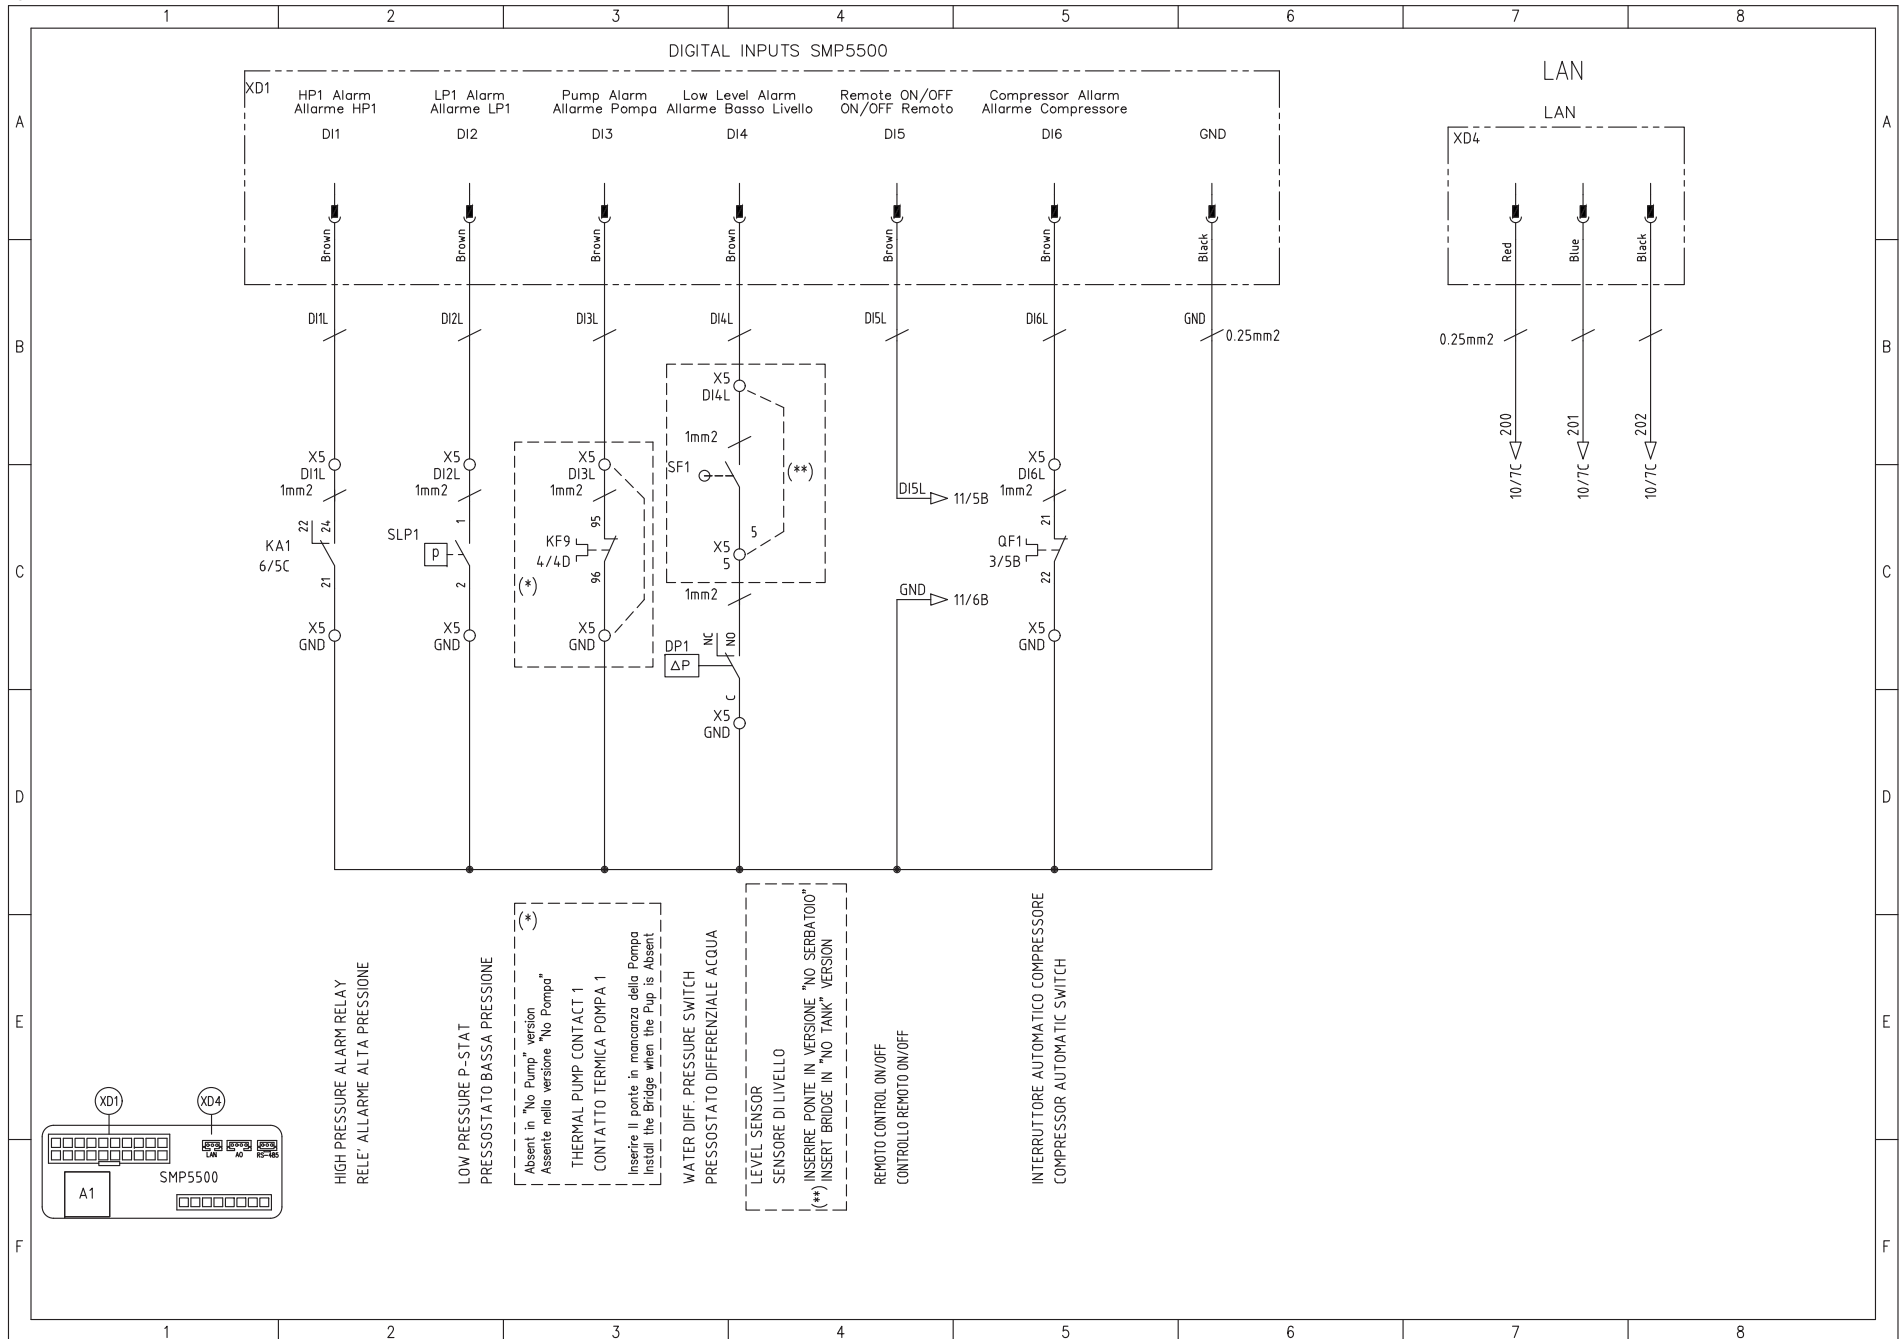 1 2 3 4 5 6 7 8
DIGITAL INPUTS SMP5500
LAN
XD1
HP1 Alarm
Allarme HP1
DI1
LP1 Alarm
Allarme LP1
DI2
Pump Alarm
Allarme Pompa
DI3
Low Level Alarm
Allarme Basso Livello
DI4
Remote ON/OFF
ON/OFF Remoto
DI5
Compressor Allarm
Allarme Compressore
DI6
GND
LAN
XD4
A
A
Brown
Brown
Brown
Brown
Brown
Brown
Black
Red
Blue
Black
DI1L
DI2L
DI3L
DI4L
DI5L
DI6L
GND
0.25mm2
0.25mm2
B
B
X5
DI4L
1mm2
SF1
(**)
5
X5
5
1mm2
200
201
202
10/7C
10/7C
10/7C
X5
DI1L
1mm2
22
24
KA1
6/5C
21
X5
GND
X5
DI2L
1mm2
1
SLP1
P
2
X5
GND
X5
DI3L
1mm2
95
KF9
4/4D
96
(*)
X5
GND
NC
NO
DP1
ΔP
C
X5
GND
DI5L
11/5B
GND
11/6B
X5
DI6L
1mm2
21
QF1
3/5B
22
X5
GND
C
C
D
D
HIGH PRESSURE ALARM RELAY
RELE' ALLARME ALTA PRESSIONE
LOW PRESSURE P-STAT
PRESSOSTATO BASSA PRESSIONE
(*)
Absent in "No Pump" version
Assente nella versione "No Pompa"
THERMAL PUMP CONTACT 1
CONTATTO TERMICA POMPA 1
Inserire Il ponte in mancanza della Pompa
Install the Bridge when the Pup is Absent
WATER DIFF. PRESSURE SWITCH
PRESSOSTATO DIFFERENZIALE ACQUA
LEVEL SENSOR
SENSORE DI LIVELLO
INSERIRE PONTE IN VERSIONE "NO SERBATOIO"
(**) INSERT BRIDGE IN "NO TANK" VERSION
REMOTO CONTROL ON/OFF
CONTROLLO REMOTO ON/OFF
INTERRUTTORE AUTOMATICO COMPRESSORE
COMPRESSOR AUTOMATIC SWITCH
E
E
XD1
XD4
LAN
AO
RS-485
SMP5500
A1
F
F
1 2 3 4 5 6 7 8